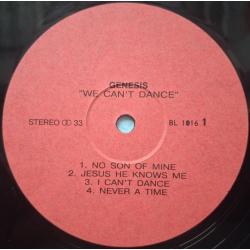 GENESIS
"WE CAN'T DANCE"
STEREO 33
BL 1016 1
1. NO SON OF MINE
2. JESUS HE KNOWS ME
3. I CAN'T DANCE
4. NEVER A TIME